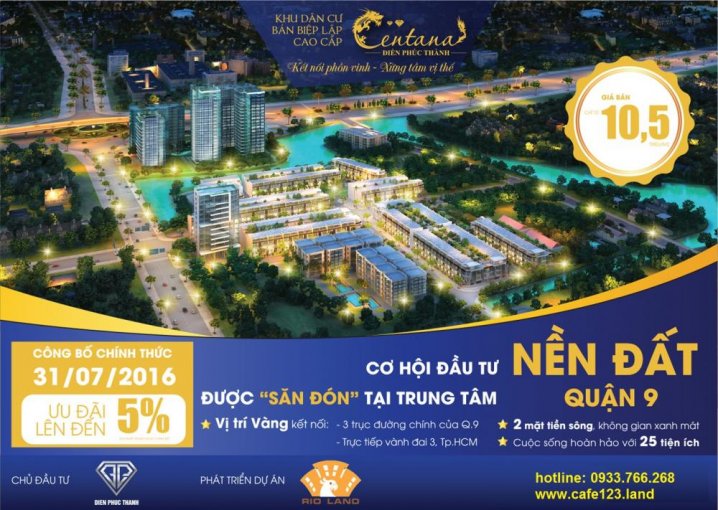 KHU DÂN CƯ
BÁN BIỆP LẬP
CAO CẤP
Centana
ĐIỀN PHÚC THÀNH
Kết nối phồn vinh - Xứng tầm vị thế
GIÁ BÁN
10,5
CÔNG BỐ CHÍNH THỨC
31/07/2016
ƯU ĐÃI
LÊN ĐẾN
5%
CƠ HỘI ĐẦU TƯ
NỀN ĐẤT
ĐƯỢC "SĂN ĐÓN" TẠI TRUNG TÂM
QUẬN 9
★ Vị trí Vàng kết nối: - 3 trục đường chính của Q.9
- Trực tiếp vành đai 3, Tp.HCM
★ 2 mặt tiền sông, không gian xanh mát
★ Cuộc sống hoàn hảo với 25 tiện ích
CHỦ ĐẦU TƯ
DIEN PHUC THANH
PHÁT TRIỂN DỰ ÁN
RIO LAND
hotline: 0933.766.268
www.cafe123.land